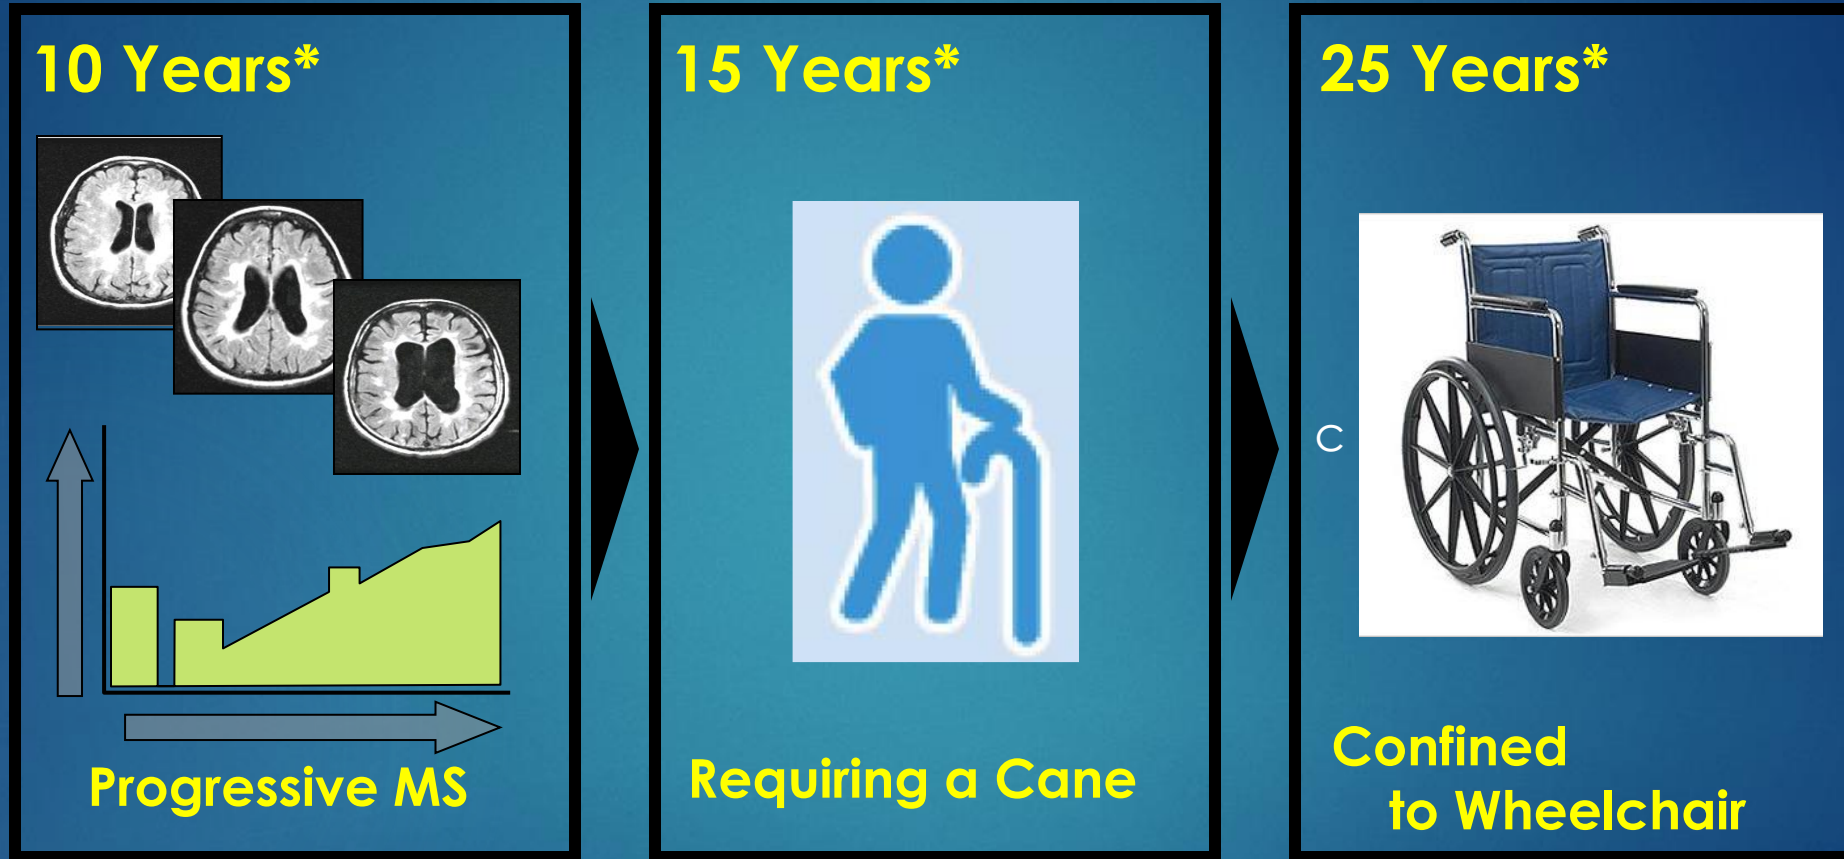 10 Years*
Progressive MS
15 Years*
Requiring a Cane
25 Years*
C
Confined
to Wheelchair